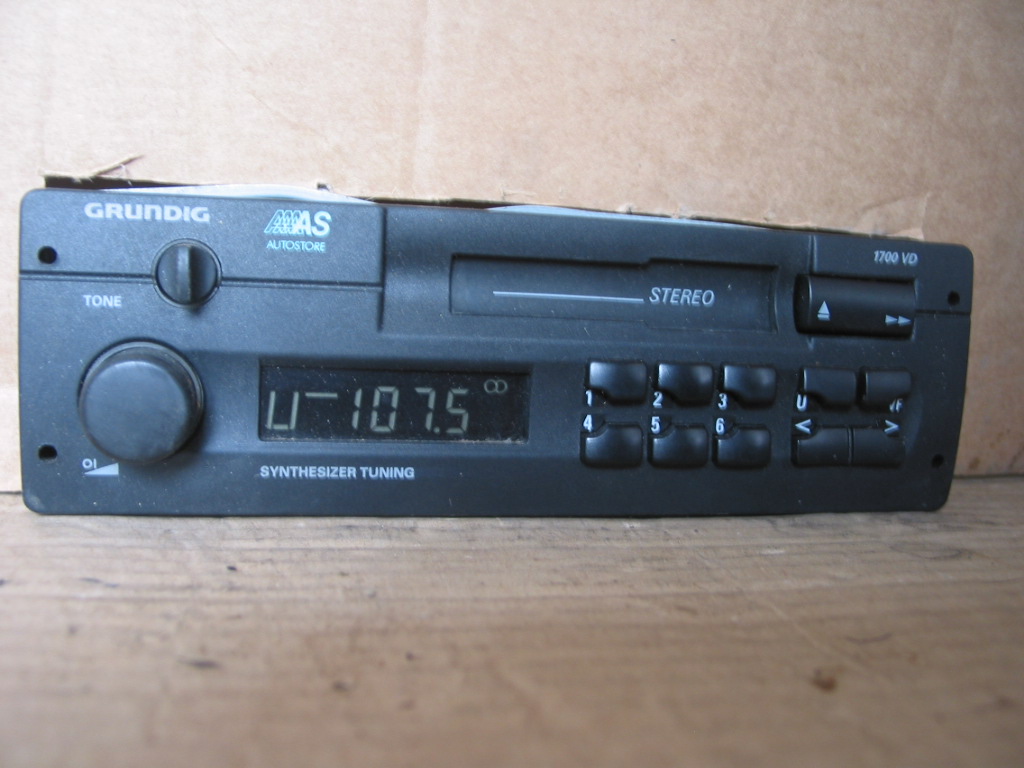 GRUNDIG
AS
AUTOSTORE
1700 VD
TONE
STEREO
U 107.5
1 2 3 U
4 5 6 < >
SYNTHESIZER TUNING